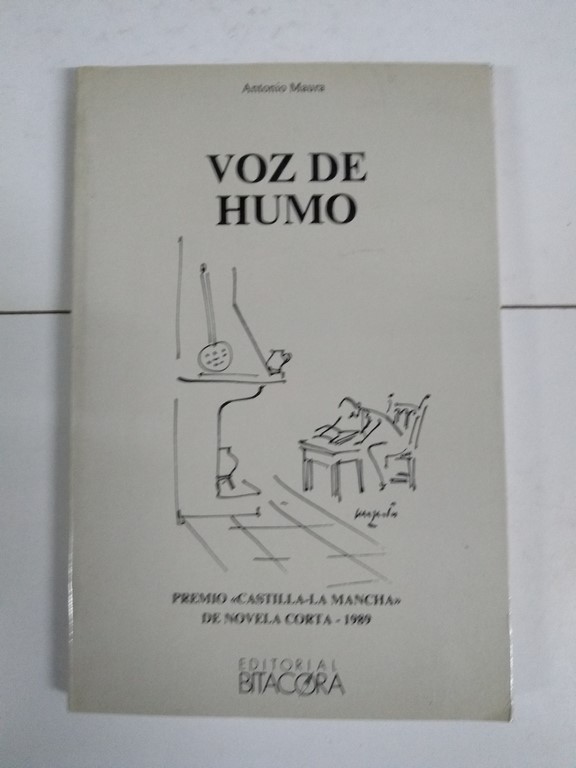 Antonio Maura
VOZ DE
HUMO
PREMIO «CASTILLA-LA MANCHA»
DE NOVELA CORTA - 1989
EDITORIAL
BITACORA